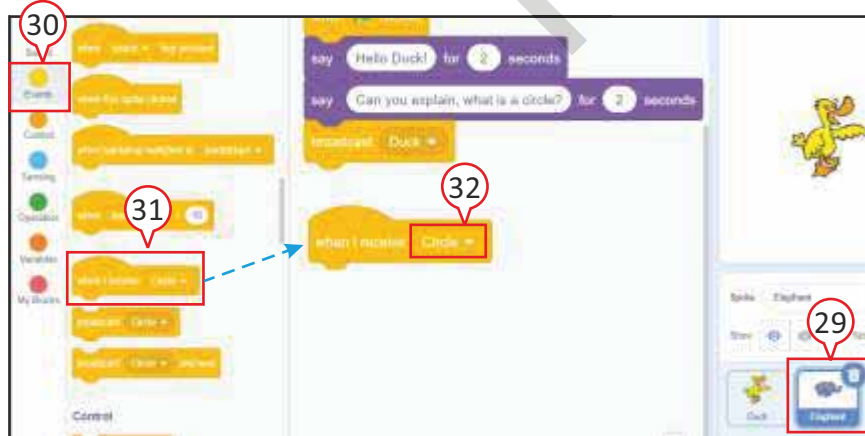 30
say Hello Duck! for 2 seconds
when space key pressed
Events
say Can you explain, what is a circle? for 2 seconds
when this sprite clicked
Control
broadcast Duck
when backdrop switches to backdrop1
Sensing
32
31
Operators
when 10
when I receive Circle
Variables
when I receive Circle
My Blocks
Sprite Elephant
29
broadcast Circle
Show
broadcast Circle and wait
Control
Duck
Elephant